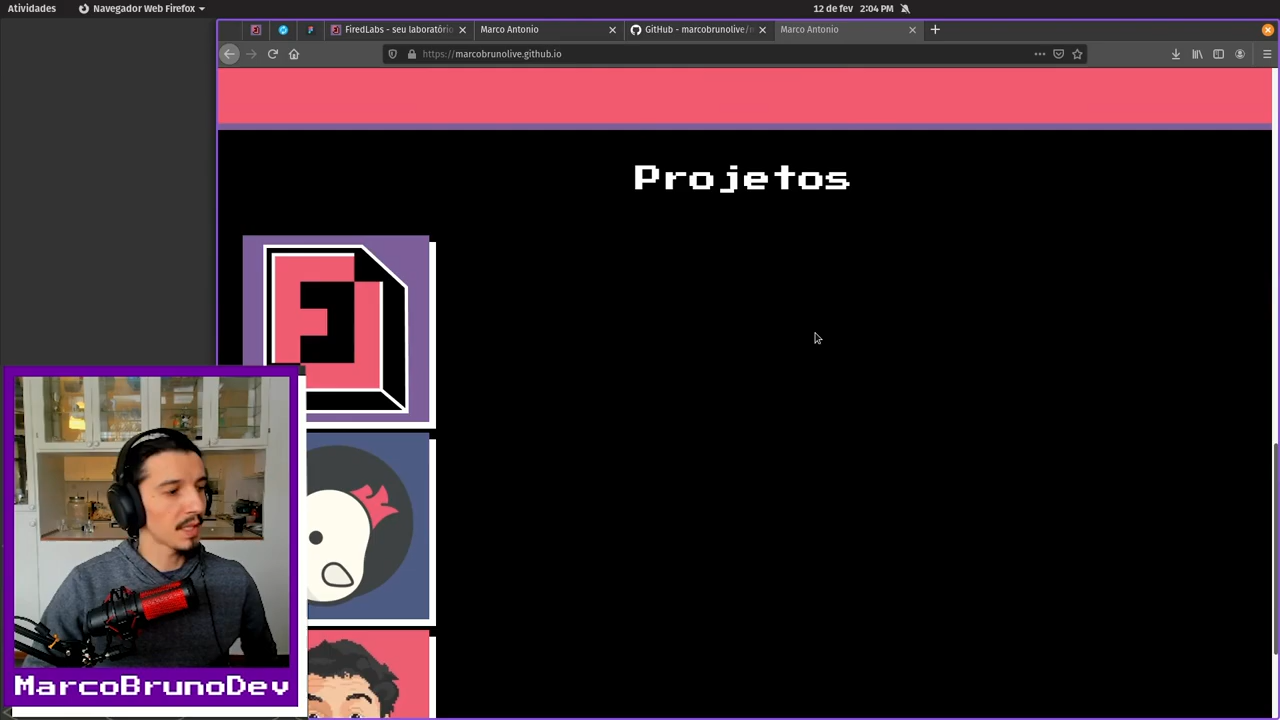 Atividades
Navegador Web Firefox
12 de fev 2:04 PM
FiredLabs - seu laboratório
Marco Antonio
GitHub - marcobrunolive/
Marco Antonio
https://marcobrunolive.github.io
Projetos
MarcoBrunoDev